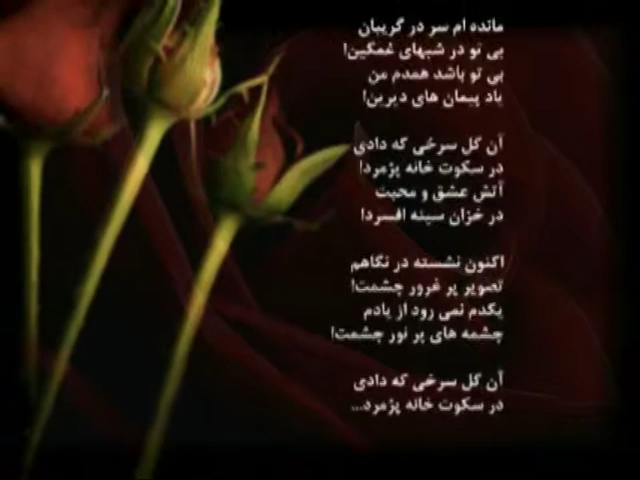 مانده ام سر در گریبان
بی تو در شبهای غمگین!
بی تو باشد همدم من
یاد پیمان های دیرین!
آن گل سرخی که دادی
در سکوت خانه پژمرد!
آتش عشق و محبت
در خزان سینه افسرد!
اکنون نشسته در نگاهم
تصویر پر غرور چشمت!
یکدم نمی رود از یادم
چشمه های پر نور چشمت!
آن گل سرخی که دادی
در سکوت خانه پژمرد...